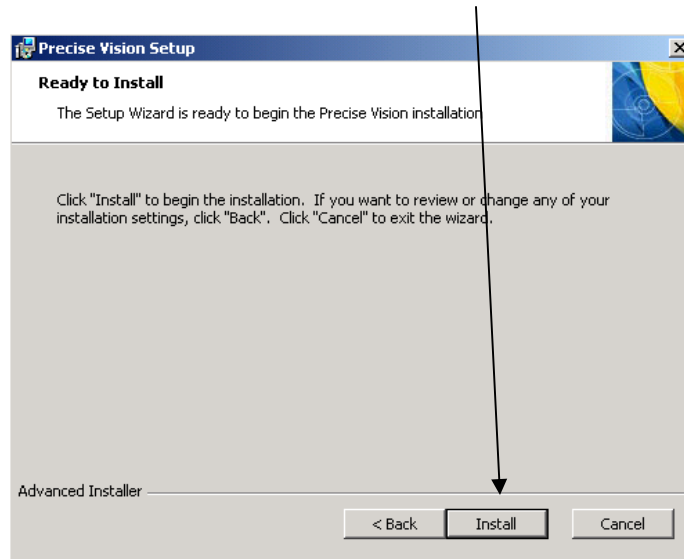 Precise Vision Setup
Ready to Install
The Setup Wizard is ready to begin the Precise Vision installation
Click "Install" to begin the installation. If you want to review or change any of your
installation settings, click "Back". Click "Cancel" to exit the wizard.
Advanced Installer
< Back Install Cancel